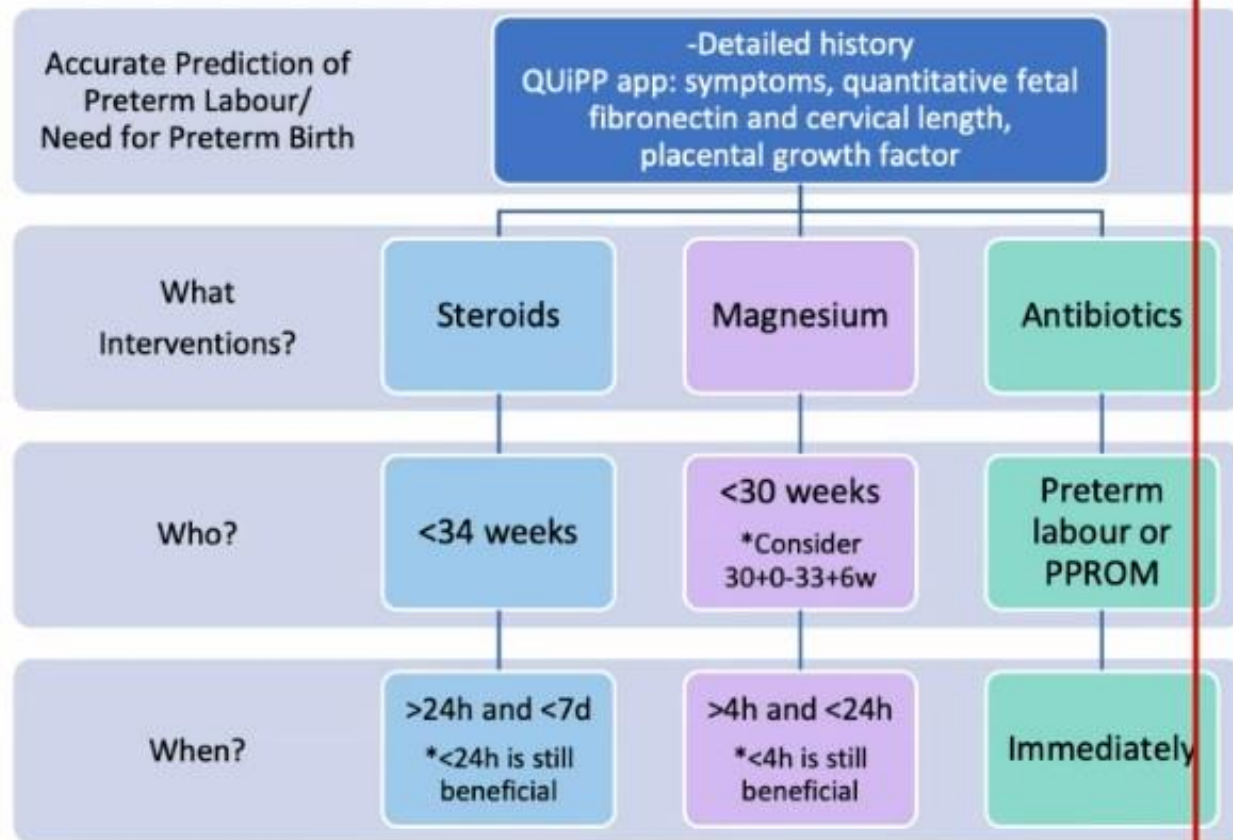 Accurate Prediction of
Preterm Labour/
Need for Preterm Birth
-Detailed history
QUiPP app: symptoms, quantitative fetal
fibronectin and cervical length,
placental growth factor
What
Interventions?
Steroids
Magnesium
Antibiotics
Who?
<34 weeks
<30 weeks
*Consider
30+0-33+6w
Preterm
labour or
PPROM
When?
>24h and <7d
*<24h is still
beneficial
>4h and <24h
*<4h is still
beneficial
Immediately